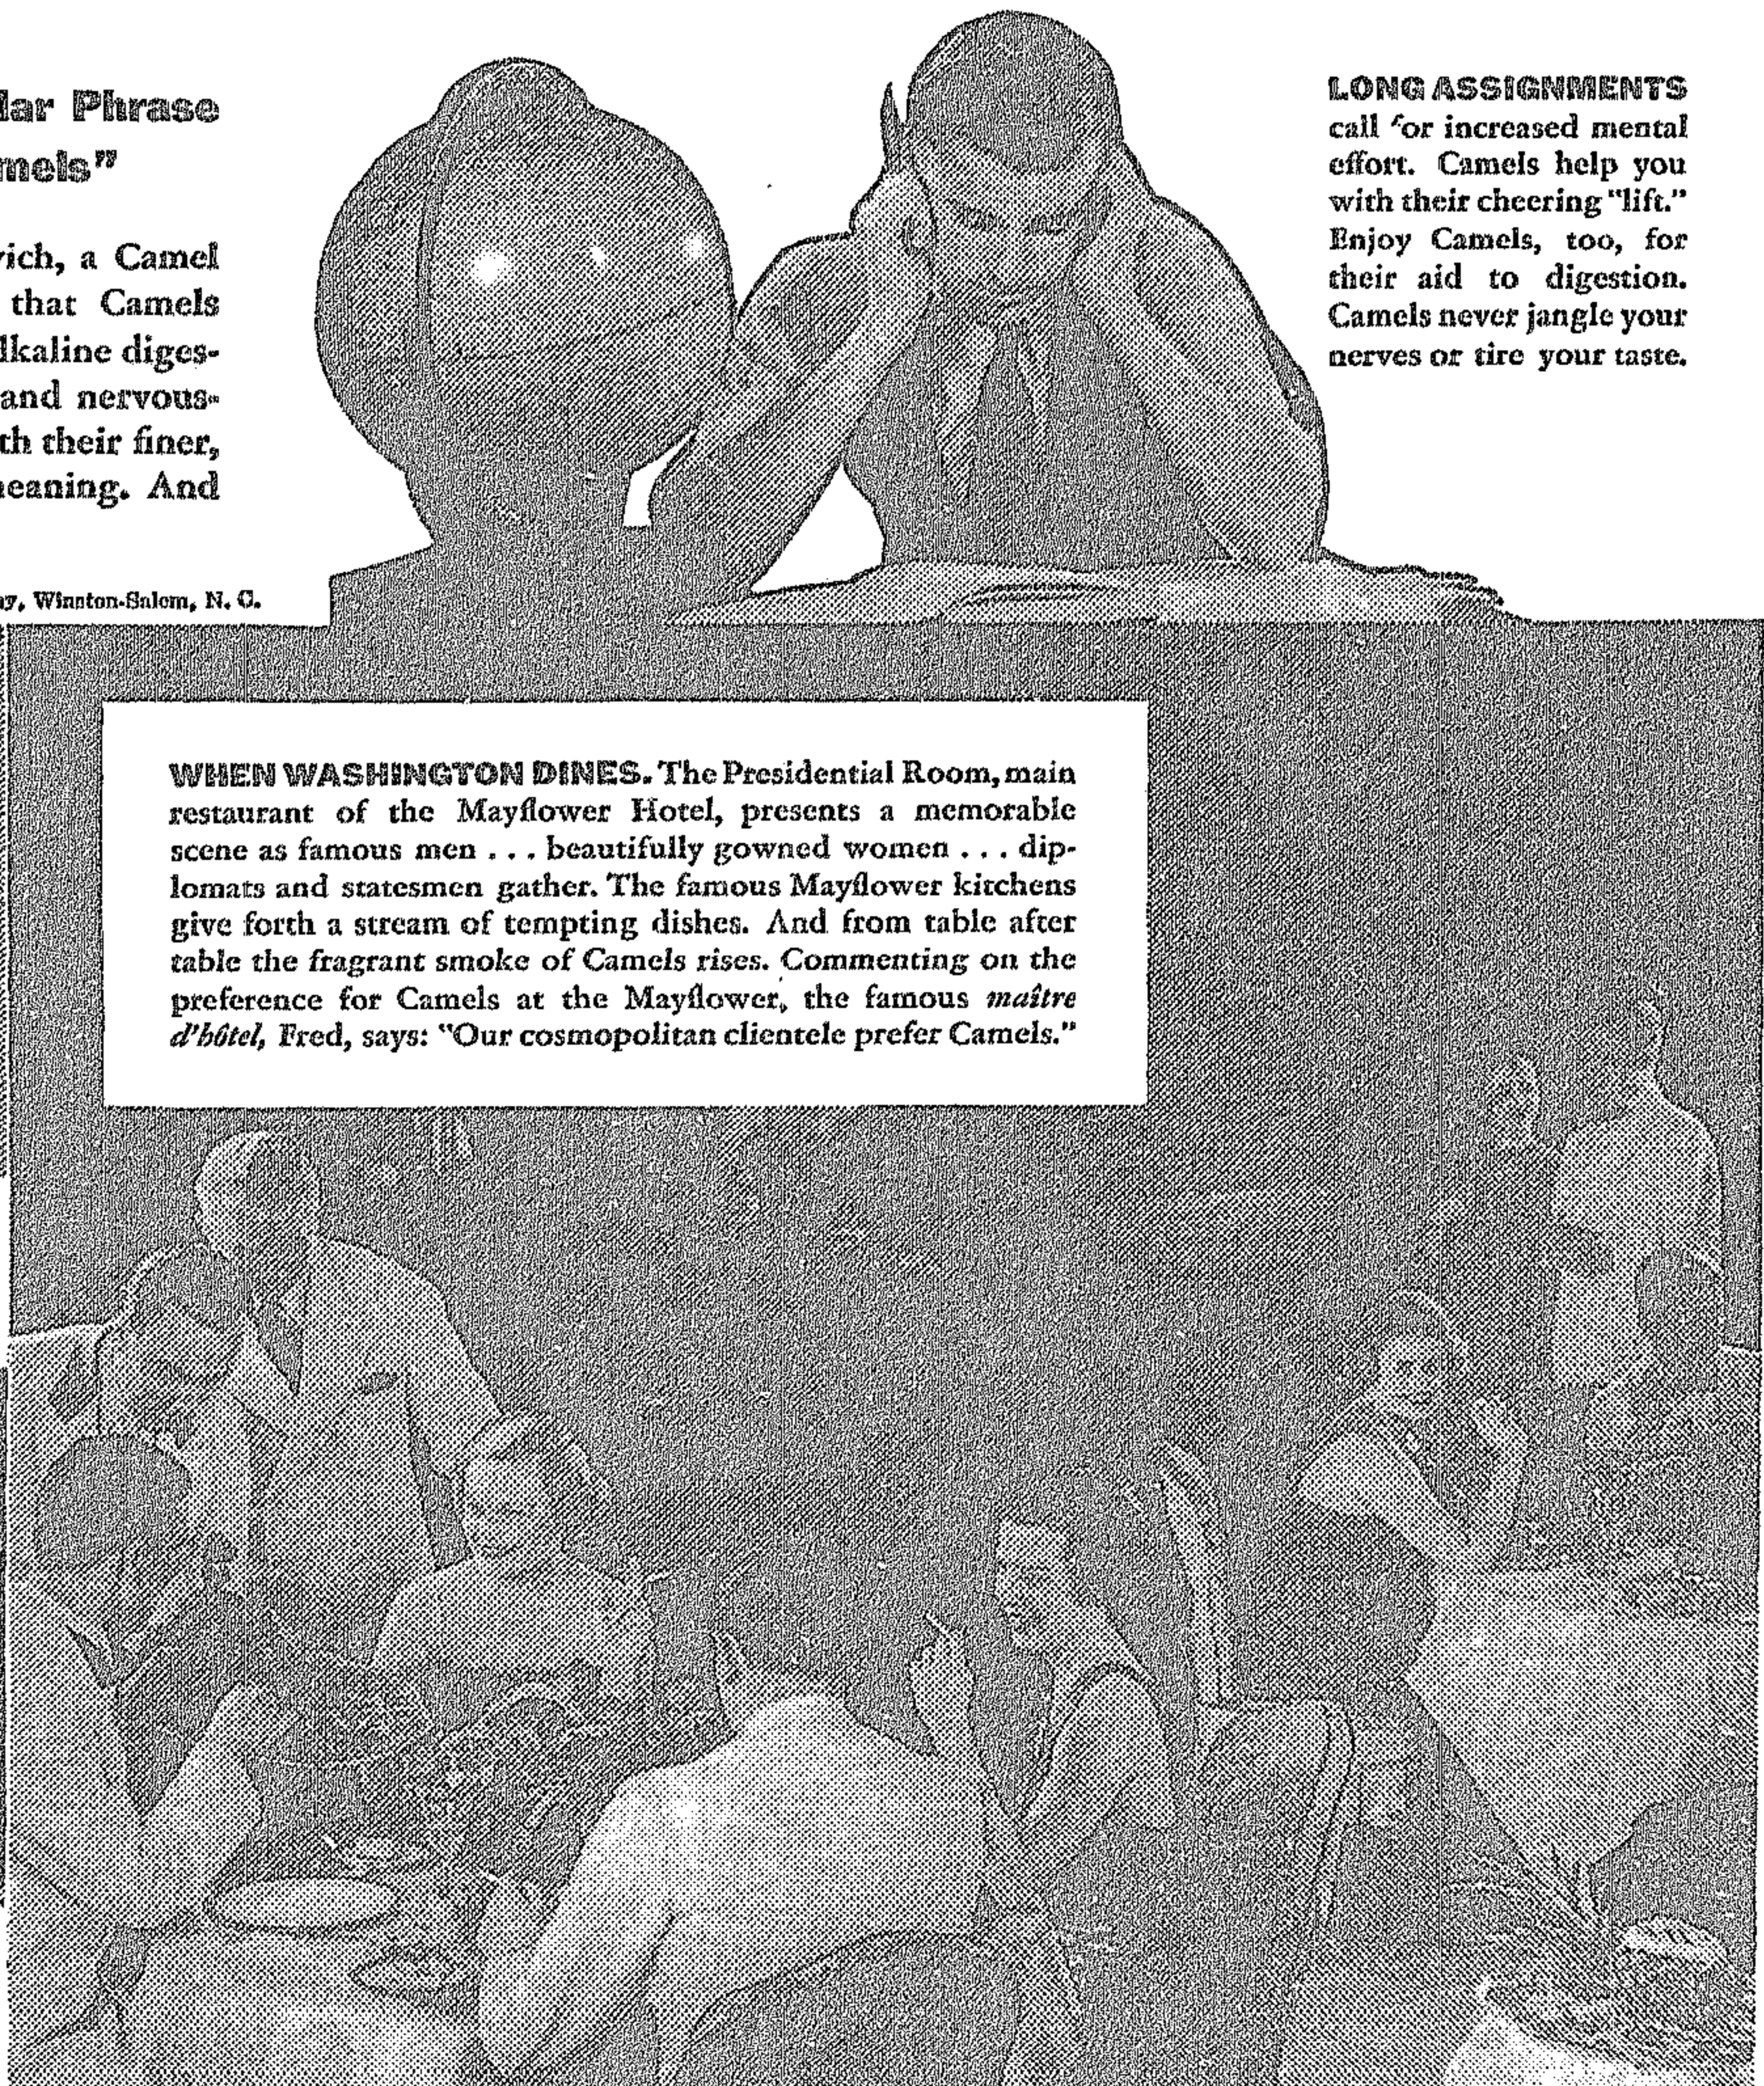 lar Phrase
mels"
rich, a Camel
that Camels
lkaline diges-
and nervous-
th their finer,
neaning. And
Winston-Salem, N. C.
LONG ASSIGNMENTS
call for increased mental
effort. Camels help you
with their cheering "lift."
Enjoy Camels, too, for
their aid to digestion.
Camels never jangle your
nerves or tire your taste.
WHEN WASHINGTON DINES. The Presidential Room, main
restaurant of the Mayflower Hotel, presents a memorable
scene as famous men . . . beautifully gowned women . . . dip-
lomats and statesmen gather. The famous Mayflower kitchens
give forth a stream of tempting dishes. And from table after
table the fragrant smoke of Camels rises. Commenting on the
preference for Camels at the Mayflower, the famous maître
d'hôtel, Fred, says: "Our cosmopolitan clientele prefer Camels."